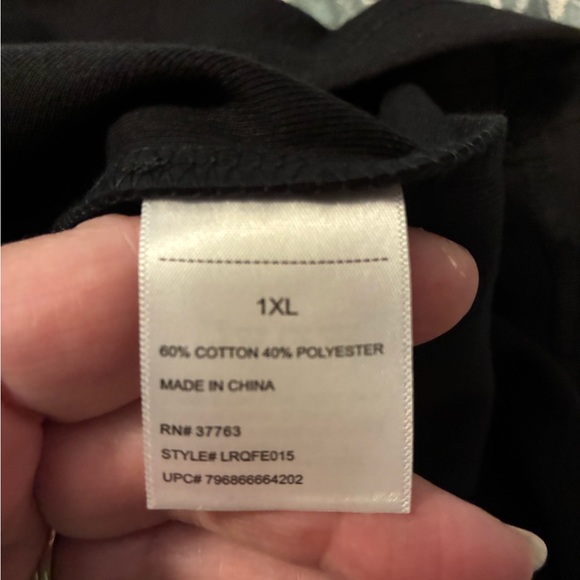 1XL
60% COTTON 40% POLYESTER
MADE IN CHINA
RN# 37763
STYLE# LRQFE015
UPC# 796866664202